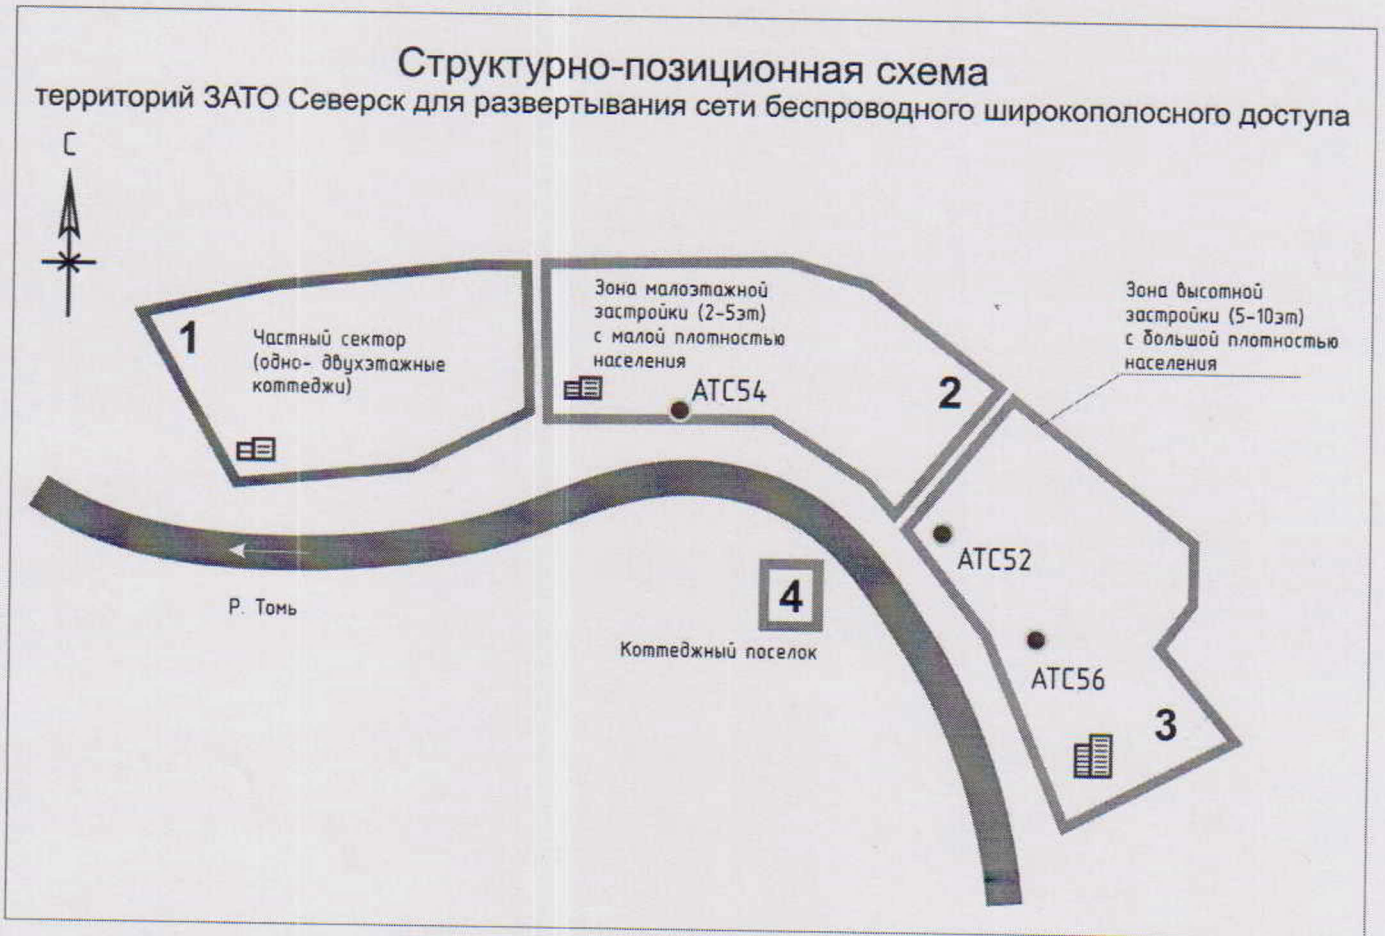 Структурно-позиционная схема
территорий ЗАТО Северск для развертывания сети беспроводного широкополосного доступа
С
1
Частный сектор
(одно- двухэтажные
коттеджи)
Зона малоэтажной
застройки (2-5эт)
с малой плотностью
населения
АТС54
2
Зона высотной
застройки (5-10эт)
с большой плотностью
населения
АТС52
АТС56
3
4
Коттеджный поселок
Р. Томь